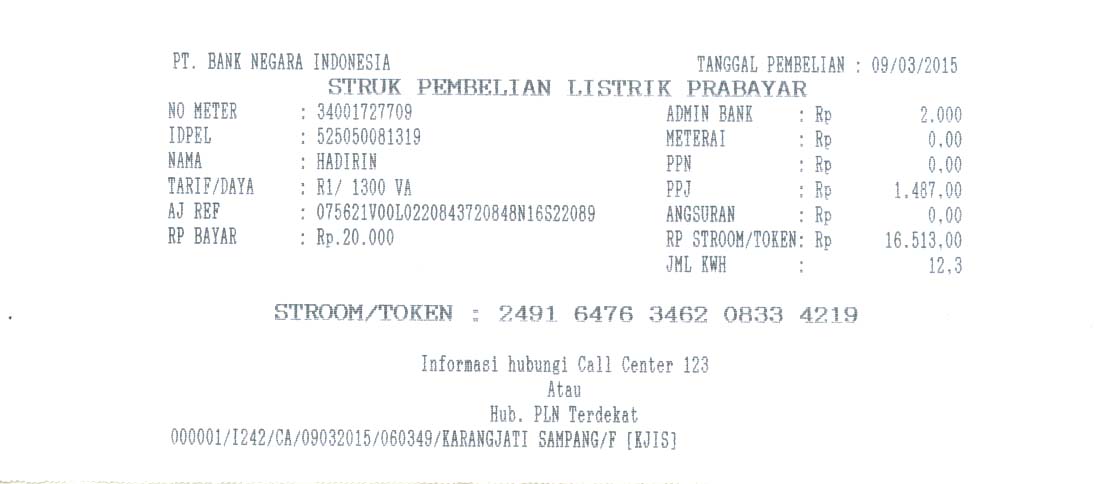 PT. BANK NEGARA INDONESIA TANGGAL PEMBELIAN : 09/03/2015
STRUK PEMBELIAN LISTRIK PRABAYAR
NO METER : 34001727709 ADMIN BANK : Rp 2.000
IDPEL : 525050081319 METERAI : Rp 0,00
NAMA : HADIRIN PPN : Rp 0,00
TARIF/DAYA : R1/ 1300 VA PPJ : Rp 1.487,00
AJ REF : 075621V00L0220843720848N16S22089 ANGSURAN : Rp 0,00
RP BAYAR : Rp.20.000 RP STROOM/TOKEN: Rp 16.513,00
JML KWH : 12,3
STROOM/TOKEN : 2491 6476 3462 0833 4219
Informasi hubungi Call Center 123
Atau
Hub. PLN Terdekat
000001/I242/CA/09032015/060349/KARANGJATI SAMPANG/F [KJIS]